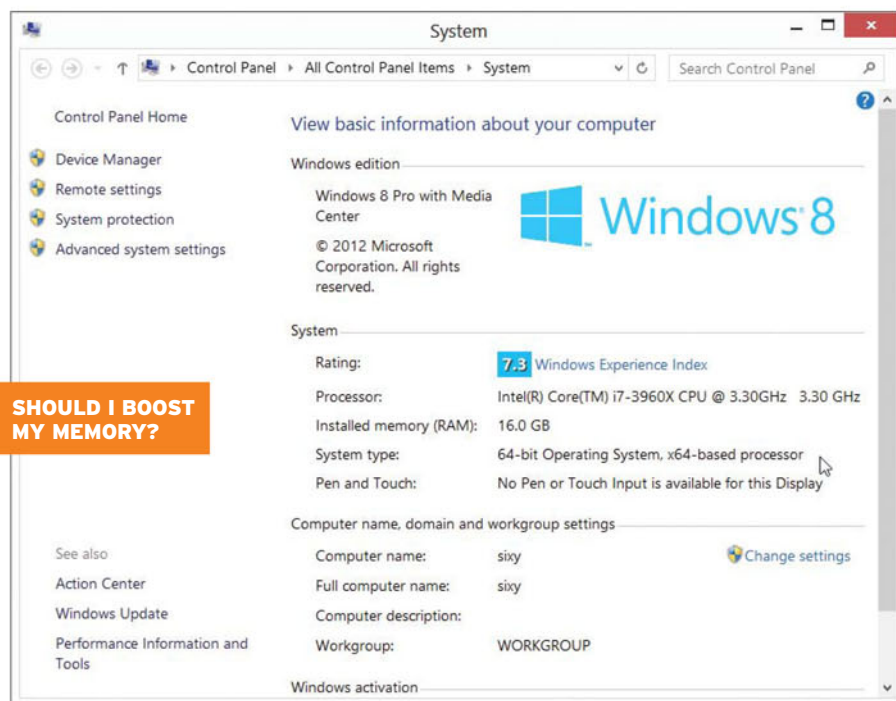 System
Control Panel
All Control Panel Items
System
Search Control Panel
Control Panel Home
Device Manager
Remote settings
System protection
Advanced system settings
SHOULD I BOOST
MY MEMORY?
See also
Action Center
Windows Update
Performance Information and
Tools
View basic information about your computer
Windows edition
Windows 8 Pro with Media
Center
© 2012 Microsoft
Corporation. All rights
reserved.
Windows 8
System
Rating: 7.3 Windows Experience Index
Processor: Intel(R) Core(TM) i7-3960X CPU @ 3.30GHz 3.30 GHz
Installed memory (RAM): 16.0 GB
System type: 64-bit Operating System, x64-based processor
Pen and Touch: No Pen or Touch Input is available for this Display
Computer name, domain and workgroup settings
Computer name: sixy
Change settings
Full computer name: sixy
Computer description:
Workgroup: WORKGROUP
Windows activation